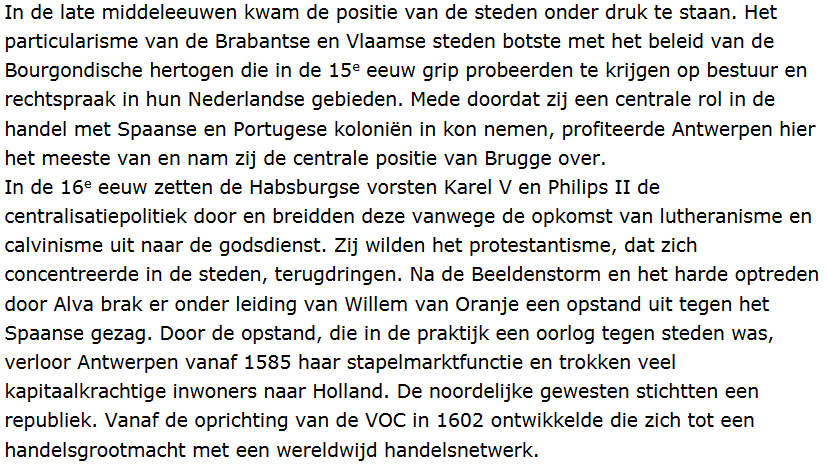 In de late middeleeuwen kwam de positie van de steden onder druk te staan. Het
particularisme van de Brabantse en Vlaamse steden botste met het beleid van de
Bourgondische hertogen die in de 15ᵉ eeuw grip probeerden te krijgen op bestuur en
rechtspraak in hun Nederlandse gebieden. Mede doordat zij een centrale rol in de
handel met Spaanse en Portugese koloniën in kon nemen, profiteerde Antwerpen hier
het meeste van en nam zij de centrale positie van Brugge over.
In de 16ᵉ eeuw zetten de Habsburgse vorsten Karel V en Philips II de
centralisatiepolitiek door en breidden deze vanwege de opkomst van lutheranisme en
calvinisme uit naar de godsdienst. Zij wilden het protestantisme, dat zich
concentreerde in de steden, terugdringen. Na de Beeldenstorm en het harde optreden
door Alva brak er onder leiding van Willem van Oranje een opstand uit tegen het
Spaanse gezag. Door de opstand, die in de praktijk een oorlog tegen steden was,
verloor Antwerpen vanaf 1585 haar stapelmarktfunctie en trokken veel
kapitaalkrachtige inwoners naar Holland. De noordelijke gewesten stichtten een
republiek. Vanaf de oprichting van de VOC in 1602 ontwikkelde die zich tot een
handelsgrootmacht met een wereldwijd handelsnetwerk.